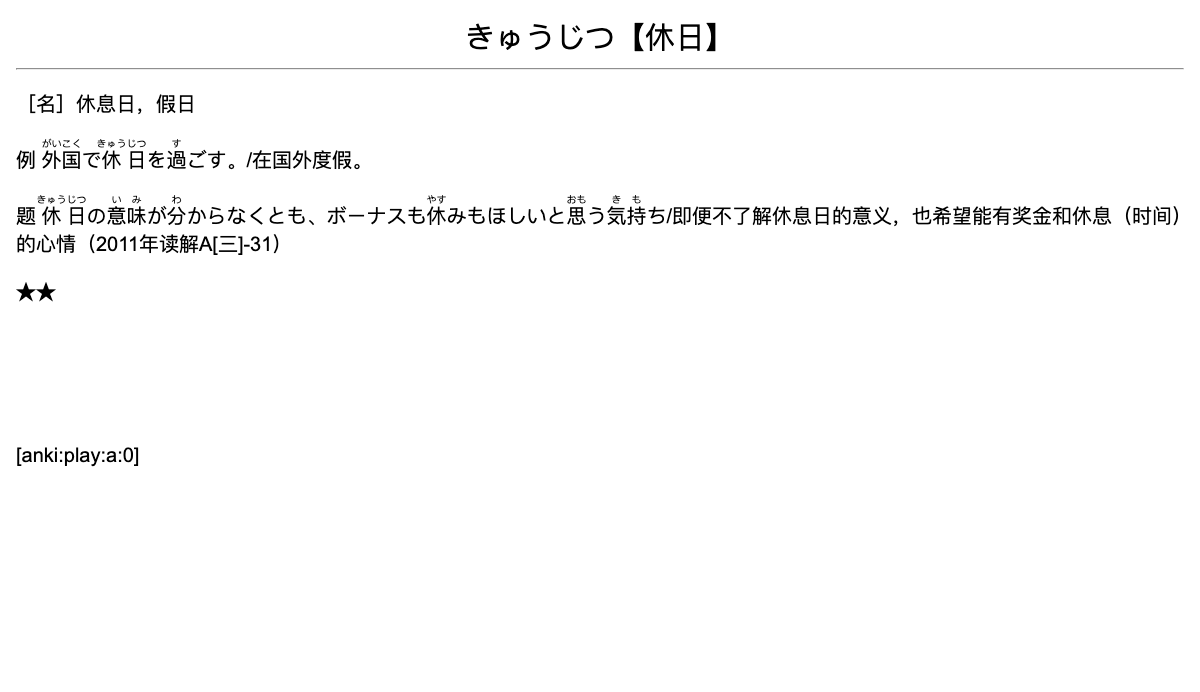 きゅうじつ【休日】
［名］休息日，假日
がいこく きゅうじつ す
例 外国で休日を過ごす。/在国外度假。
きゅうじつ い み わ やす おも き も
题 休日の意味が分からなくとも、ボーナスも休みもほしいと思う気持ち/即便不了解休息日的意义，也希望能有奖金和休息（时间）
的心情（2011年读解A[三]-31）
★★
[anki:play:a:0]